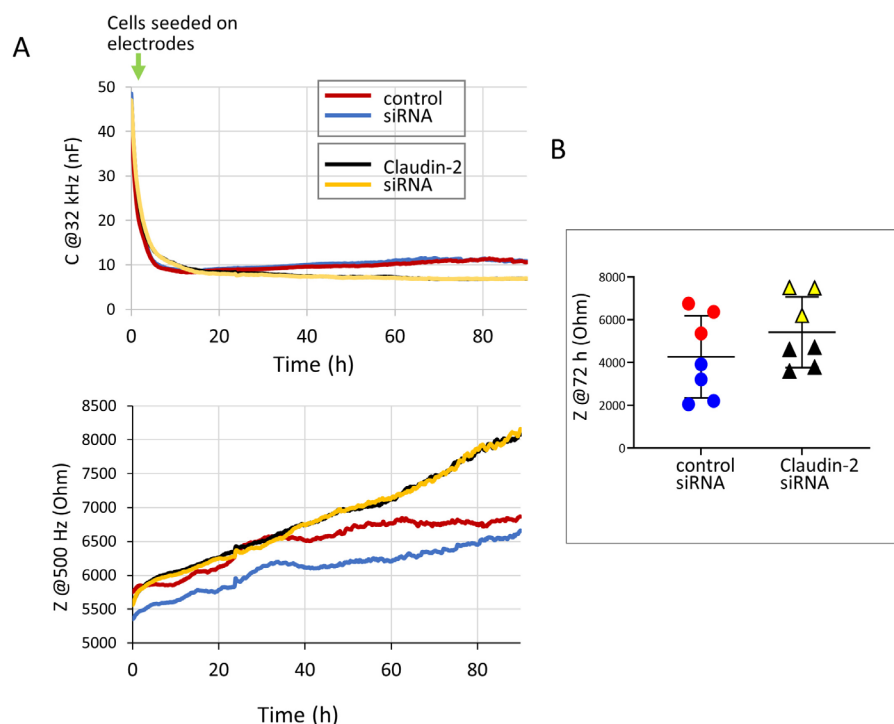 Cells seeded on
electrodes
A
50
40
30
20
10
0
C @32 kHz (nF)
control
siRNA
Claudin-2
siRNA
0 20 40 60 80
Time (h)
8500
8000
7500
7000
6500
6000
5500
5000
Z @500 Hz (Ohm)
0 20 40 60 80
Time (h)
B
8000
6000
4000
2000
0
Z @72 h (Ohm)
control Claudin-2
siRNA siRNA